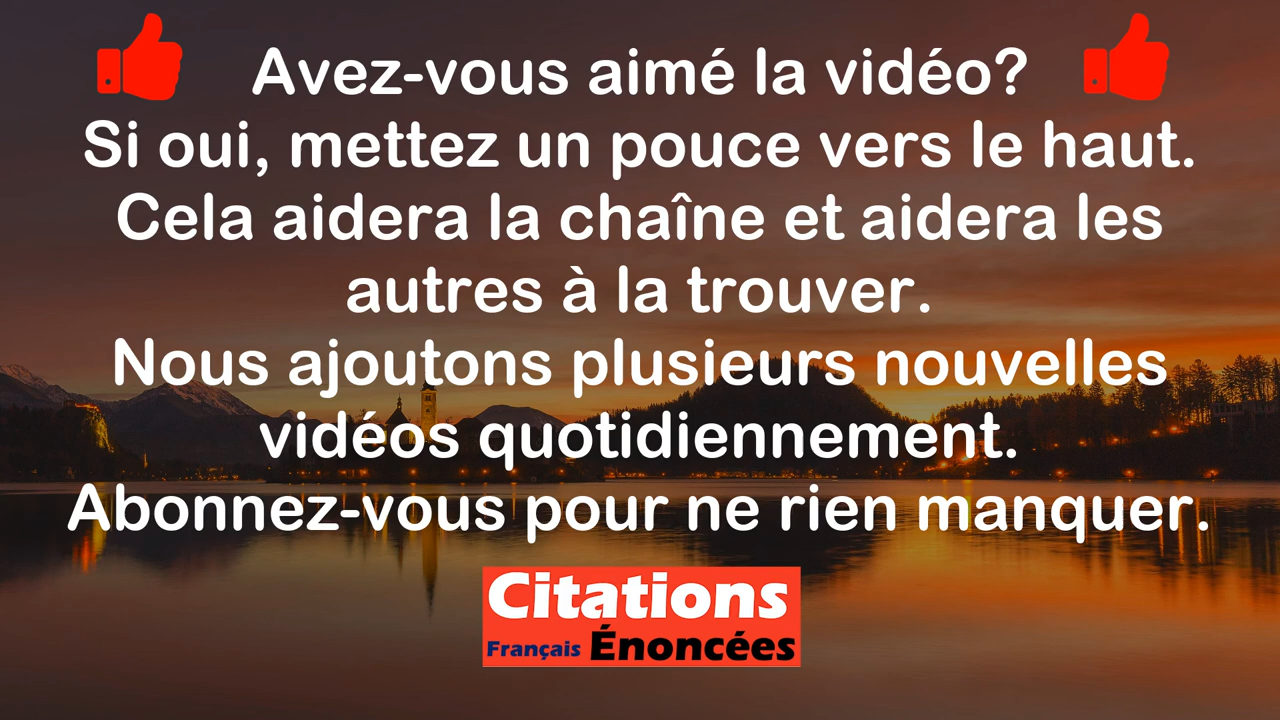 Avez-vous aimé la vidéo?
Si oui, mettez un pouce vers le haut.
Cela aidera la chaîne et aidera les
autres à la trouver.
Nous ajoutons plusieurs nouvelles
vidéos quotidiennement.
Abonnez-vous pour ne rien manquer.
Citations
Français Énoncées